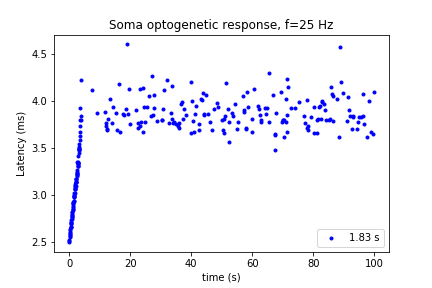 Soma optogenetic response, f=25 Hz
4.5
4.0
3.5
3.0
2.5
Latency (ms)
0 20 40 60 80 100
time (s)
1.83 s